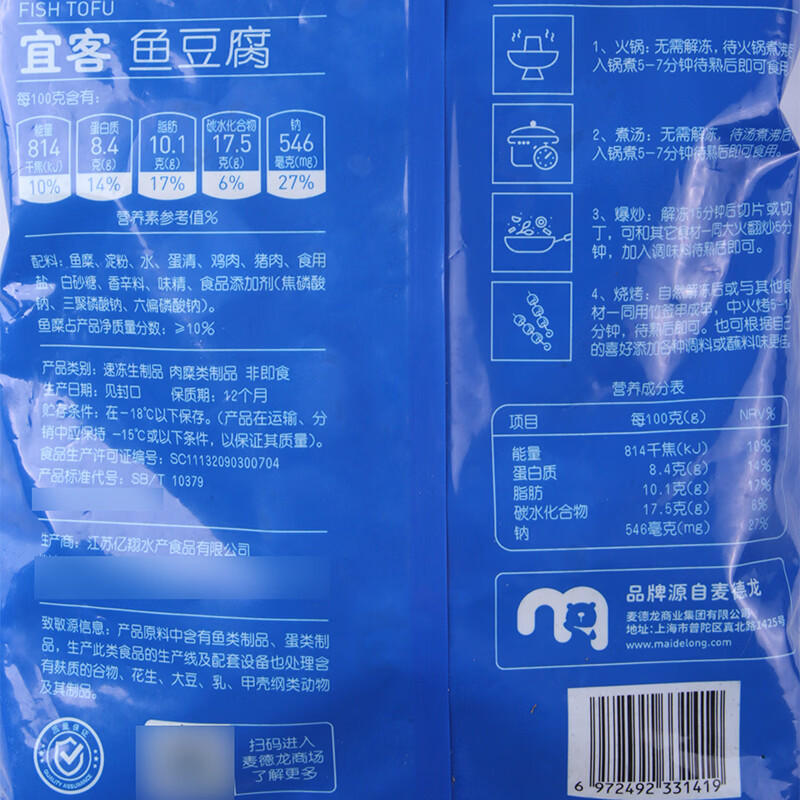 FISH TOFU
宜客 鱼豆腐
每100克含有:
能量 蛋白质 脂肪 碳水化合物 钠
814 8.4 10.1 17.5 546
千焦(kJ) 克(g) 克(g) 克(g) 毫克(mg)
10% 14% 17% 6% 27%
营养素参考值%
配料: 鱼糜、淀粉、水、蛋清、鸡肉、猪肉、食用
盐、白砂糖、香辛料、味精、食品添加剂(焦磷酸
钠、三聚磷酸钠、六偏磷酸钠)。
鱼糜占产品净质量分数: ≥10%
产品类别: 速冻生制品 肉糜类制品 非即食
生产日期: 见封口 保质期: 12个月
贮存条件: 在-18℃以下保存。(产品在运输、分
销中应保持 -15℃或以下条件, 以保证其质量)。
食品生产许可证编号: SC11132090300704
产品标准代号: SB/T 10379
生产商: 江苏亿翔水产食品有限公司
致敏源信息: 产品原料中含有鱼类制品、蛋类制
品, 生产此类食品的生产线及配套设备也处理含
有麸质的谷物、花生、大豆、乳、甲壳纲类动物
及其制品。
质量保证
QUALITY ASSURANCE
扫码进入
麦德龙商场
了解更多
1、火锅: 无需解冻, 待火锅煮沸后
入锅煮5-7分钟待熟后即可食用
2、煮汤: 无需解冻, 待汤煮沸后
入锅煮5-7分钟待熟后即可食用。
3、爆炒: 解冻15分钟后切片或切
丁, 可和其它食材一同大火翻炒5分
钟, 加入调味料待熟后即可。
4、烧烤: 自然解冻后或与其他食
材一同用竹签串成串, 中火烤5-1
分钟, 待熟后即可。也可根据自己
的喜好添加各种调料或蘸料味更佳
营养成分表
项目 每100克(g) NRV%
能量 814千焦(kJ) 10%
蛋白质 8.4克(g) 14%
脂肪 10.1克(g) 17%
碳水化合物 17.5克(g) 6%
钠 546毫克(mg) 27%
品牌源自麦德龙
麦德龙商业集团有限公司
地址: 上海市普陀区真北路1425号
www.maidelong.com
6 972492 331419